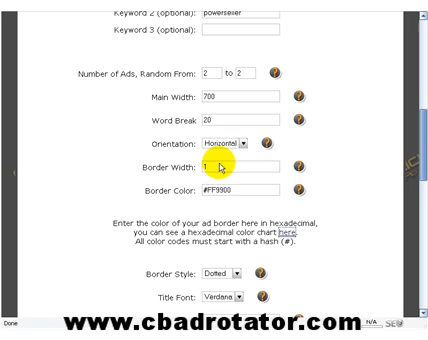 Keyword 2 (optional): powerseller
Keyword 3 (optional):
Number of Ads, Random From: 2 to 2
Main Width: 700
Word Break 20
Orientation: Horizontal
Border Width: 1
Border Color: #FF9900
Enter the color of your ad border here in hexadecimal,
you can see a hexadecimal color chart here.
All color codes must start with a hash (#).
Border Style: Dotted
Title Font: Verdana
Done
www.cbadrotator.com
N/A